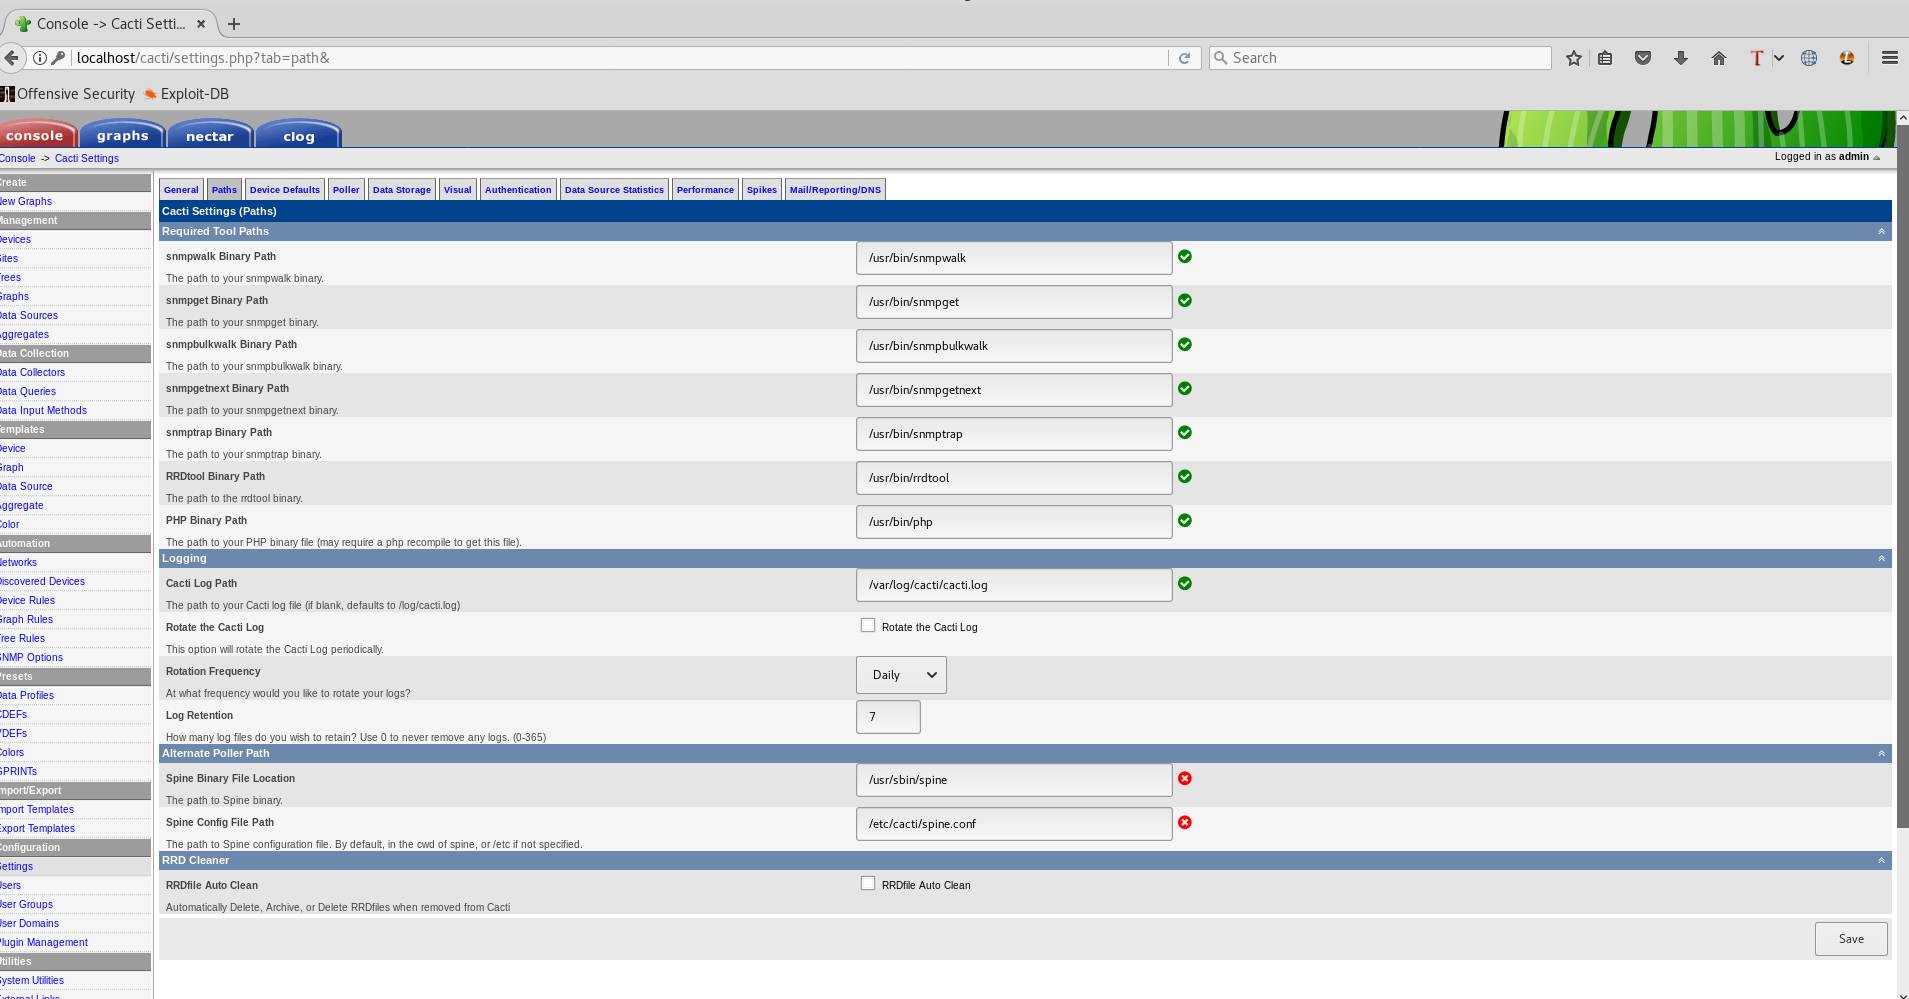 Console -> Cacti Setti...
localhost/cacti/settings.php?tab=path&
Search
Offensive Security
Exploit-DB
console
graphs
nectar
clog
Console -> Cacti Settings
Logged in as admin
Create
New Graphs
Management
Devices
Sites
Trees
Graphs
Data Sources
Aggregates
Data Collection
Data Collectors
Data Queries
Data Input Methods
Templates
Device
Graph
Data Source
Aggregate
Color
Automation
Networks
Discovered Devices
Device Rules
Graph Rules
Tree Rules
SNMP Options
Presets
Data Profiles
CDEFs
VDEFs
Colors
GPRINTs
Import/Export
Import Templates
Export Templates
Configuration
Settings
Users
User Groups
User Domains
Plugin Management
Utilities
System Utilities
External Links
General
Paths
Device Defaults
Poller
Data Storage
Visual
Authentication
Data Source Statistics
Performance
Spikes
Mail/Reporting/DNS
Cacti Settings (Paths)
Required Tool Paths
snmpwalk Binary Path
/usr/bin/snmpwalk
The path to your snmpwalk binary.
snmpget Binary Path
/usr/bin/snmpget
The path to your snmpget binary.
snmpbulkwalk Binary Path
/usr/bin/snmpbulkwalk
The path to your snmpbulkwalk binary.
snmpgetnext Binary Path
/usr/bin/snmpgetnext
The path to your snmpgetnext binary.
snmptrap Binary Path
/usr/bin/snmptrap
The path to your snmptrap binary.
RRDtool Binary Path
/usr/bin/rrdtool
The path to the rrdtool binary.
PHP Binary Path
/usr/bin/php
The path to your PHP binary file (may require a php recompile to get this file).
Logging
Cacti Log Path
/var/log/cacti/cacti.log
The path to your Cacti log file (if blank, defaults to /log/cacti.log)
Rotate the Cacti Log
Rotate the Cacti Log
This option will rotate the Cacti Log periodically.
Rotation Frequency
Daily
At what frequency would you like to rotate your logs?
Log Retention
7
How many log files do you wish to retain? Use 0 to never remove any logs. (0-365)
Alternate Poller Path
Spine Binary File Location
/usr/sbin/spine
The path to Spine binary.
Spine Config File Path
/etc/cacti/spine.conf
The path to Spine configuration file. By default, in the cwd of spine, or /etc if not specified.
RRD Cleaner
RRDfile Auto Clean
RRDfile Auto Clean
Automatically Delete, Archive, or Delete RRDfiles when removed from Cacti
Save